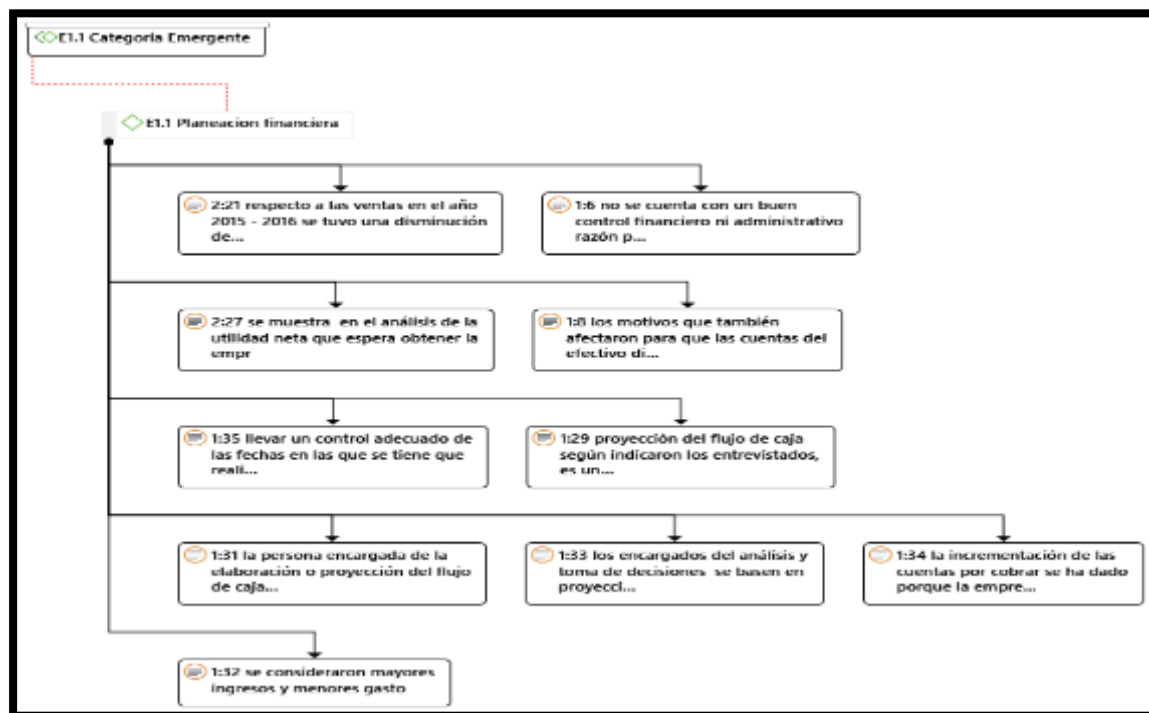 E1.1 Categoría Emergente
E1.1 Planeacion financiera
2:21 respecto a las ventas en el año
2015 - 2016 se tuvo una disminución
de...
1:6 no se cuenta con un buen
control financiero ni administrativo
razón p...
2:27 se muestra en el análisis de la
utilidad neta que espera obtener la
empr
1:8 los motivos que también
afectaron para que las cuentas del
efectivo di...
1:35 llevar un control adecuado de
las fechas en las que se tiene que
reali...
1:29 proyección del flujo de caja
según indicaron los entrevistados,
es un...
1:31 la persona encargada de la
elaboración o proyección del flujo
de caja...
1:33 los encargados del análisis y
toma de decisiones se basen en
proyecci...
1:34 la incrementación de las
cuentas por cobrar se ha dado
porque la empre...
1:32 se consideraron mayores
ingresos y menores gasto